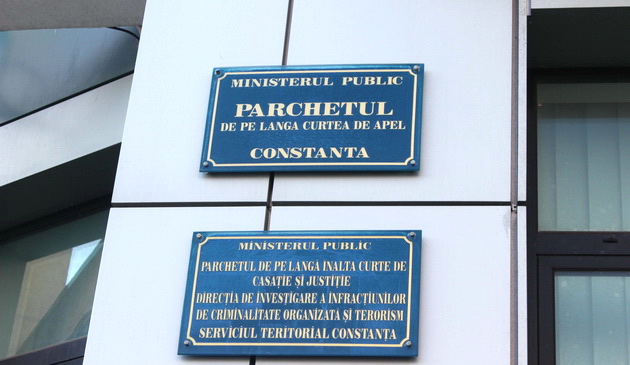 MINISTERUL PUBLIC
PARCHETUL
DE PE LANGA CURTEA DE APEL
CONSTANTA
MINISTERUL PUBLIC
PARCHETUL DE PE LANGĂ INALTA CURTE DE
CASAȚIE ȘI JUSTIȚIE
DIRECȚIA DE INVESTIGARE A INFRACȚIUNILOR
DE CRIMINALITATE ORGANIZATĂ ȘI TERORISM
SERVICIUL TERITORIAL CONSTANȚA